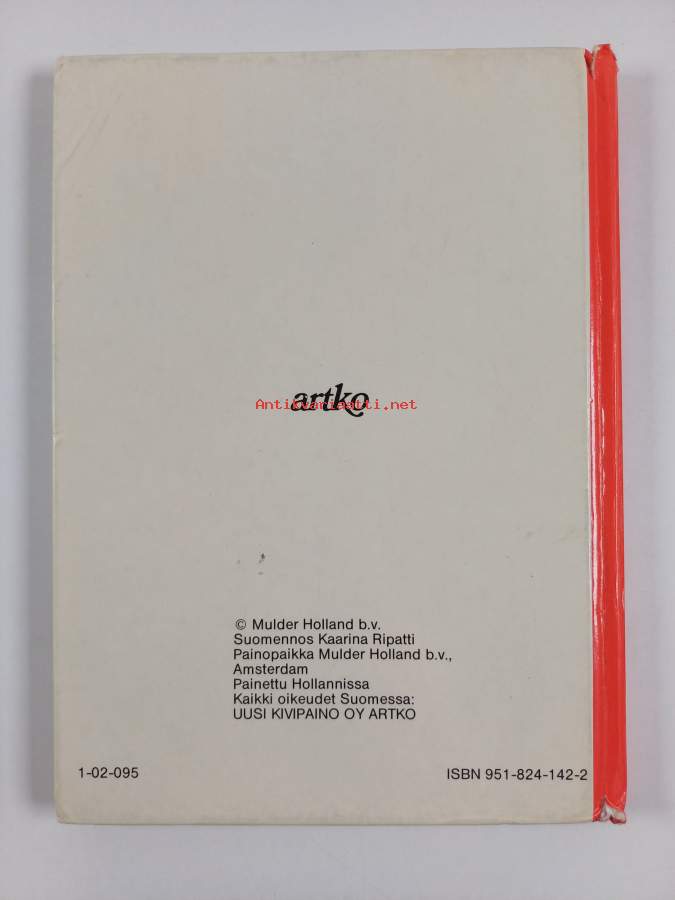 artko
Antikvariaatti.net
© Mulder Holland b.v.
Suomennos Kaarina Ripatti
Painopaikka Mulder Holland b.v.,
Amsterdam
Painettu Hollannissa
Kaikki oikeudet Suomessa:
UUSI KIVIPAINO OY ARTKO
1-02-095 ISBN 951-824-142-2